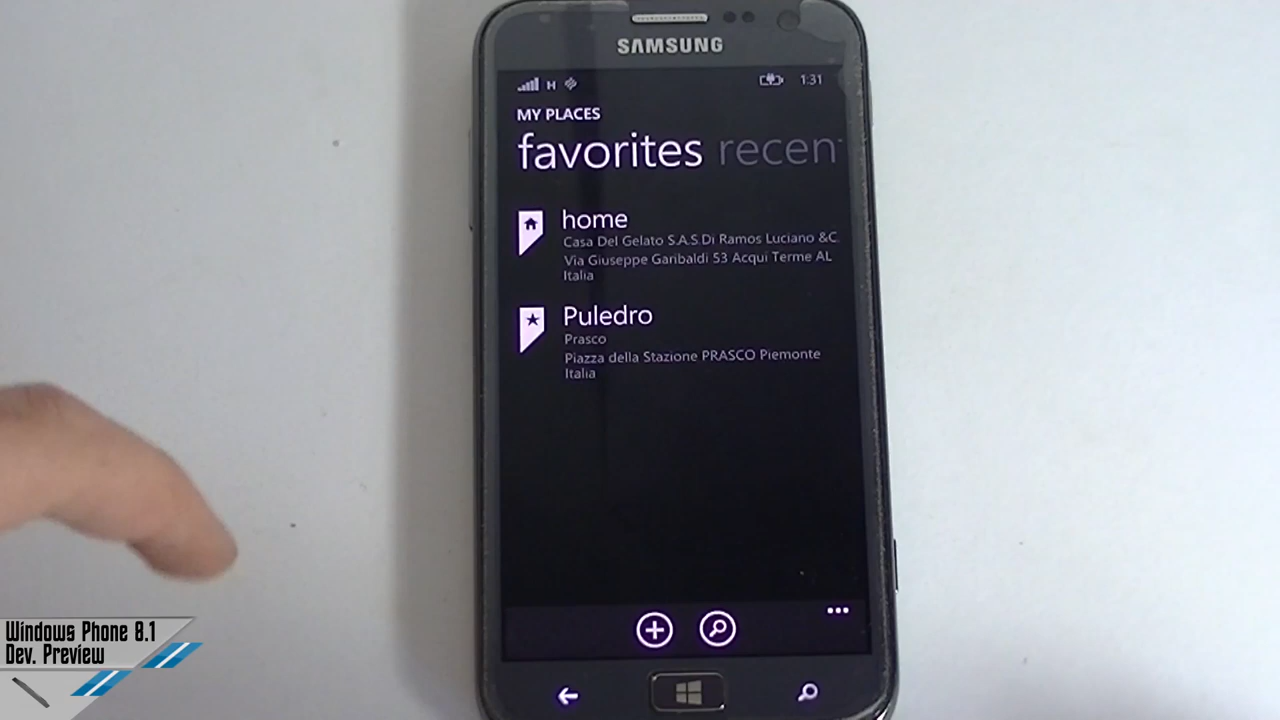 SAMSUNG
H
1:31
MY PLACES
favorites recen
home
Casa Del Gelato S.A.S.Di Ramos Luciano &C.
Via Giuseppe Garibaldi 53 Acqui Terme AL
Italia
Puledro
Prasco
Piazza della Stazione PRASCO Piemonte
Italia
Windows Phone 8.1
Dev. Preview